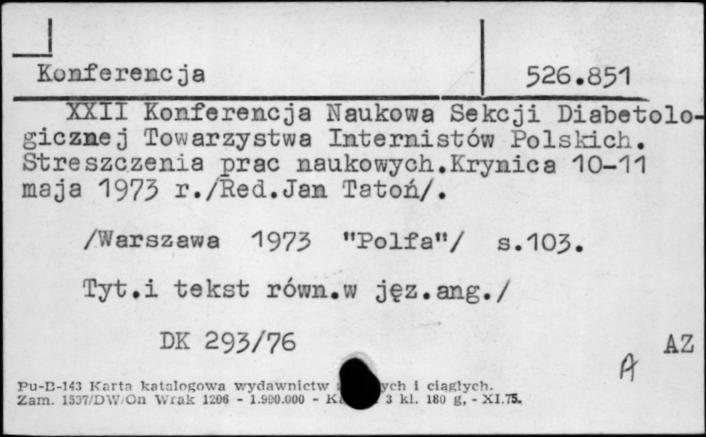 Konferencja 526.851
XXII Konferencja Naukowa Sekcji Diabetolo-
gicznej Towarzystwa Internistów Polskich.
Streszczenia prac naukowych.Krynica 10-11
maja 1973 r./Red.Jan Tatoń/.
/Warszawa 1973 "Polfa"/ s.103.
Tyt.i tekst równ.w jęz.ang./
DK 293/76 AZ
A
Pu-B-143 Karta katalogowa wydawnictw i ciągłych.
Zam. 1537/DW/On Wrak 1206 - 1.990.000 - 3 kl. 180 g, - XI.75.